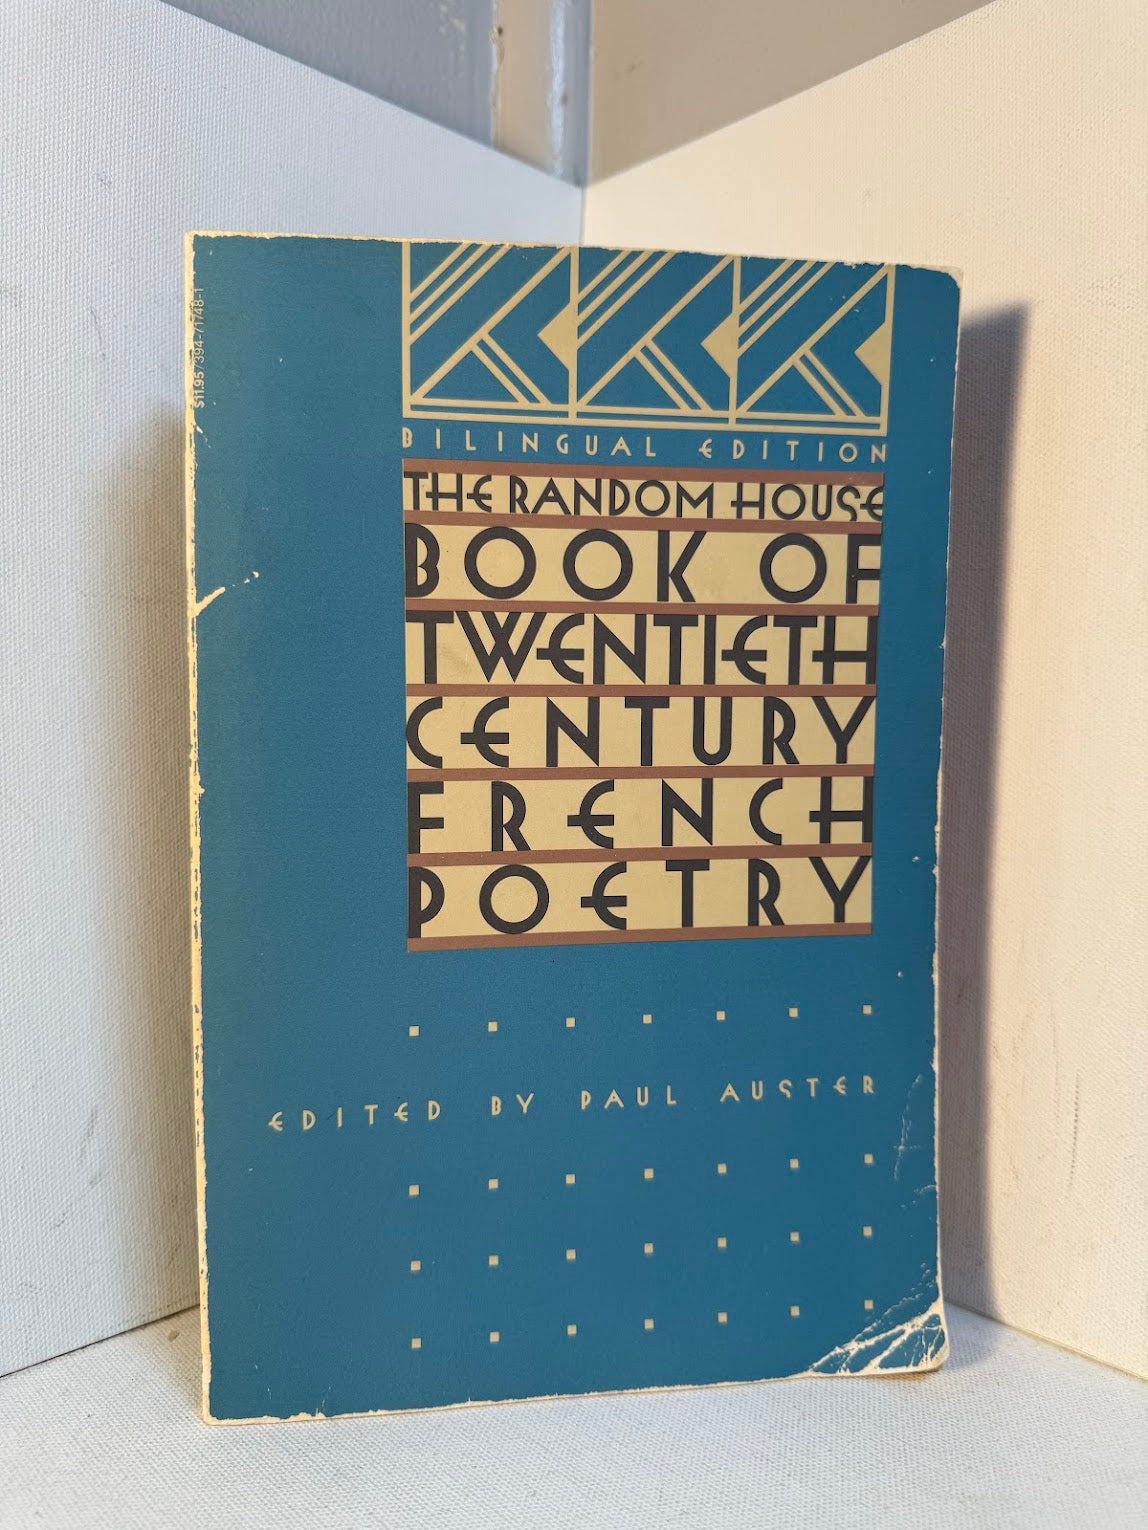 $11.95/394-71748-1
BILINGUAL EDITION
THE RANDOM HOUSE
BOOK OF
TWENTIETH
CENTURY
FRENCH
POETRY
EDITED BY PAUL AUSTER